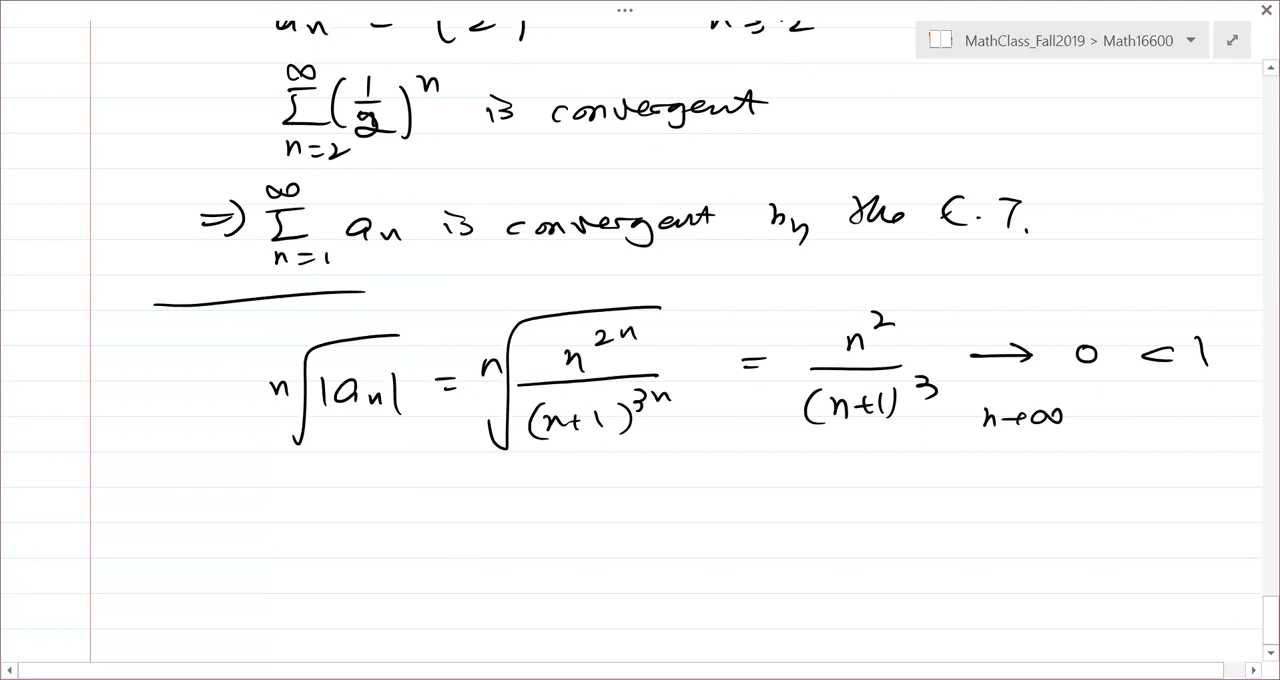 MathClass_Fall2019 > Math16600
∞
∑ (1/2)^n is convergent
n=2
∞
=> ∑ a_n is convergent by the C.T.
n=1
ⁿ√|a_n| = ⁿ√(n^{2n}/(n+1)^{3n}) = n^2/(n+1)^3 → 0 < 1
n→∞